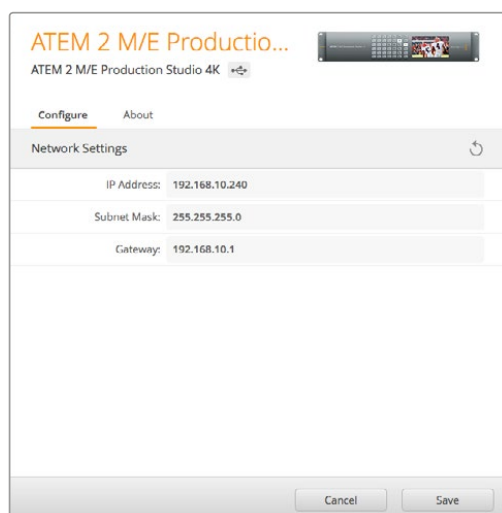 ATEM 2 M/E Productio...
ATEM 2 M/E Production Studio 4K
Configure About
Network Settings
IP Address: 192.168.10.240
Subnet Mask: 255.255.255.0
Gateway: 192.168.10.1
Cancel Save